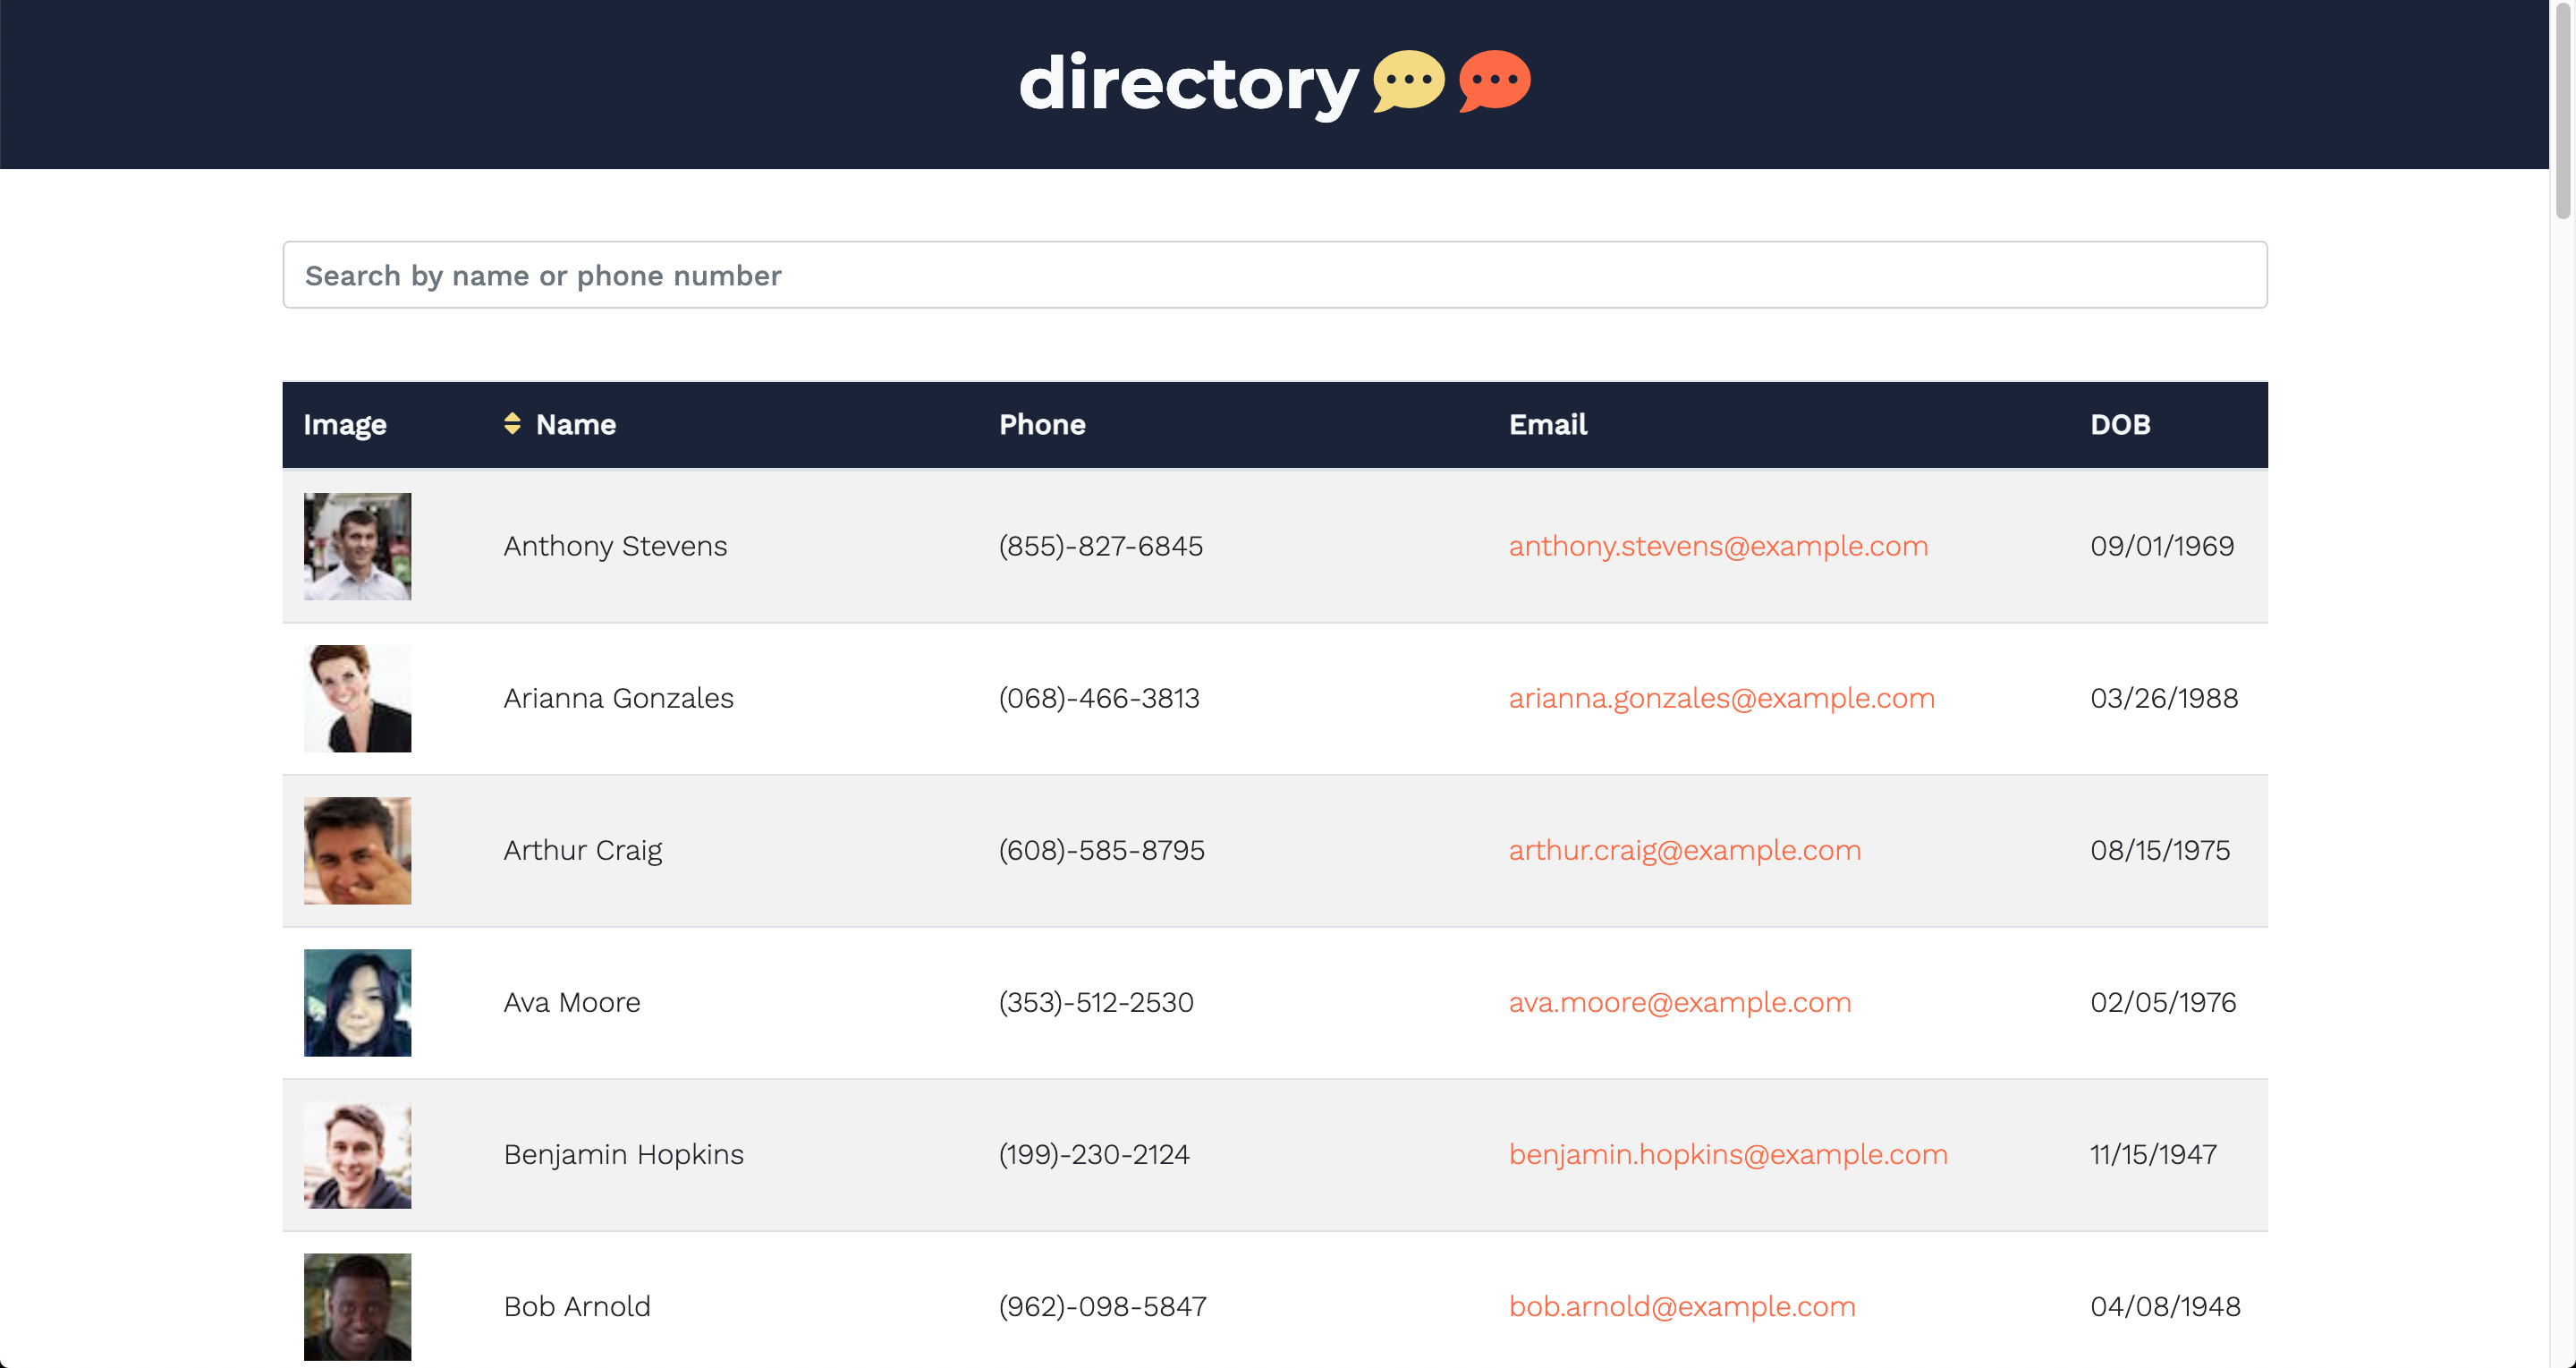 directory
Search by name or phone number
Image Name Phone Email DOB
Anthony Stevens (855)-827-6845 anthony.stevens@example.com 09/01/1969
Arianna Gonzales (068)-466-3813 arianna.gonzales@example.com 03/26/1988
Arthur Craig (608)-585-8795 arthur.craig@example.com 08/15/1975
Ava Moore (353)-512-2530 ava.moore@example.com 02/05/1976
Benjamin Hopkins (199)-230-2124 benjamin.hopkins@example.com 11/15/1947
Bob Arnold (962)-098-5847 bob.arnold@example.com 04/08/1948